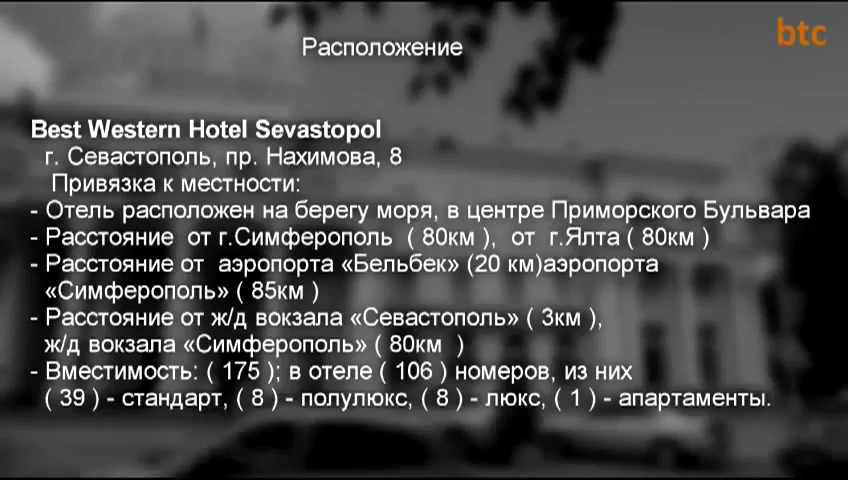 btc
Расположение
Best Western Hotel Sevastopol
г. Севастополь, пр. Нахимова, 8
Привязка к местности:
- Отель расположен на берегу моря, в центре Приморского Бульвара
- Расстояние от г.Симферополь ( 80км ), от г.Ялта ( 80км )
- Расстояние от аэропорта «Бельбек» (20 км)аэропорта
«Симферополь» ( 85км )
- Расстояние от ж/д вокзала «Севастополь» ( 3км ),
ж/д вокзала «Симферополь» ( 80км )
- Вместимость: ( 175 ); в отеле ( 106 ) номеров, из них
( 39 ) - стандарт, ( 8 ) - полулюкс, ( 8 ) - люкс, ( 1 ) - апартаменты.